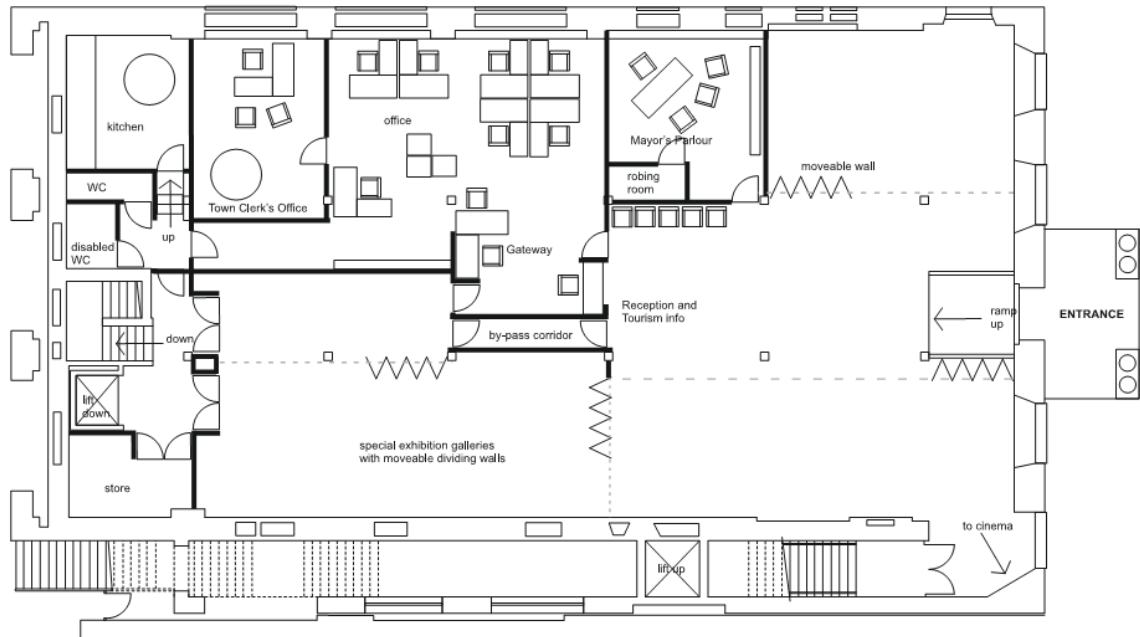 kitchen
office
Mayor's Parlour
moveable wall
robing
room
WC
Town Clerk's Office
up
disabled
WC
Gateway
Reception and
Tourism info
ramp
up
ENTRANCE
down
by-pass corridor
lift
down
special exhibition galleries
with moveable dividing walls
store
to cinema
lift up